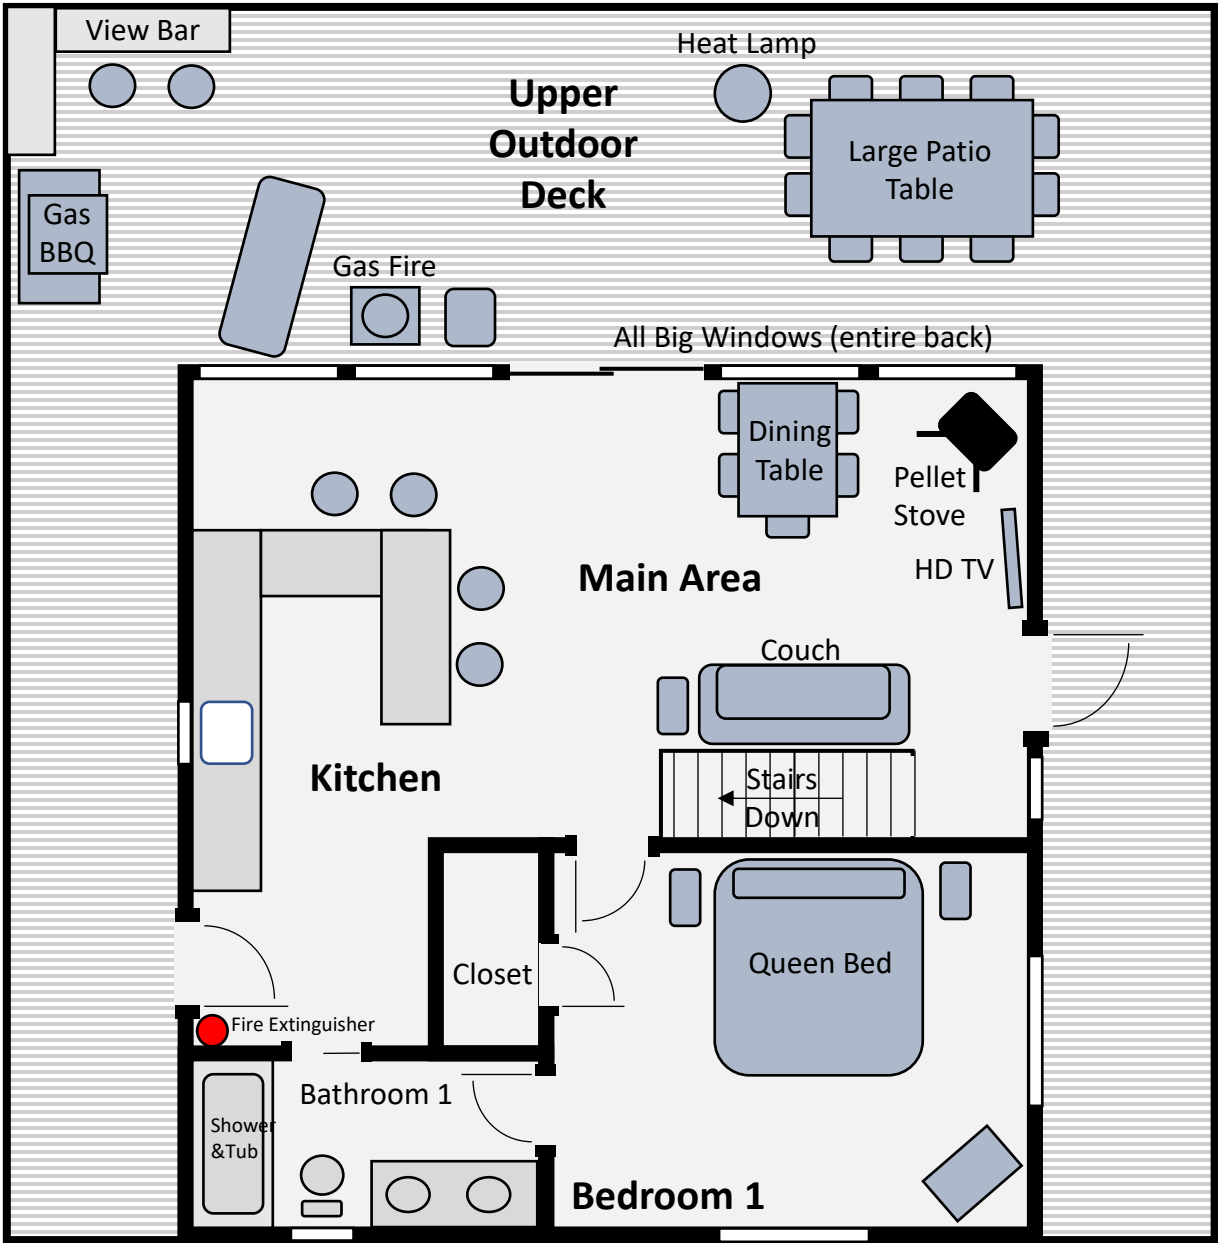 View Bar
Heat Lamp
Upper
Outdoor
Deck
Large Patio
Table
Gas
BBQ
Gas Fire
All Big Windows (entire back)
Dining
Table
Pellet
Stove
HD TV
Main Area
Couch
Kitchen
Stairs
Down
Closet
Queen Bed
Fire Extinguisher
Bathroom 1
Shower
&Tub
Bedroom 1